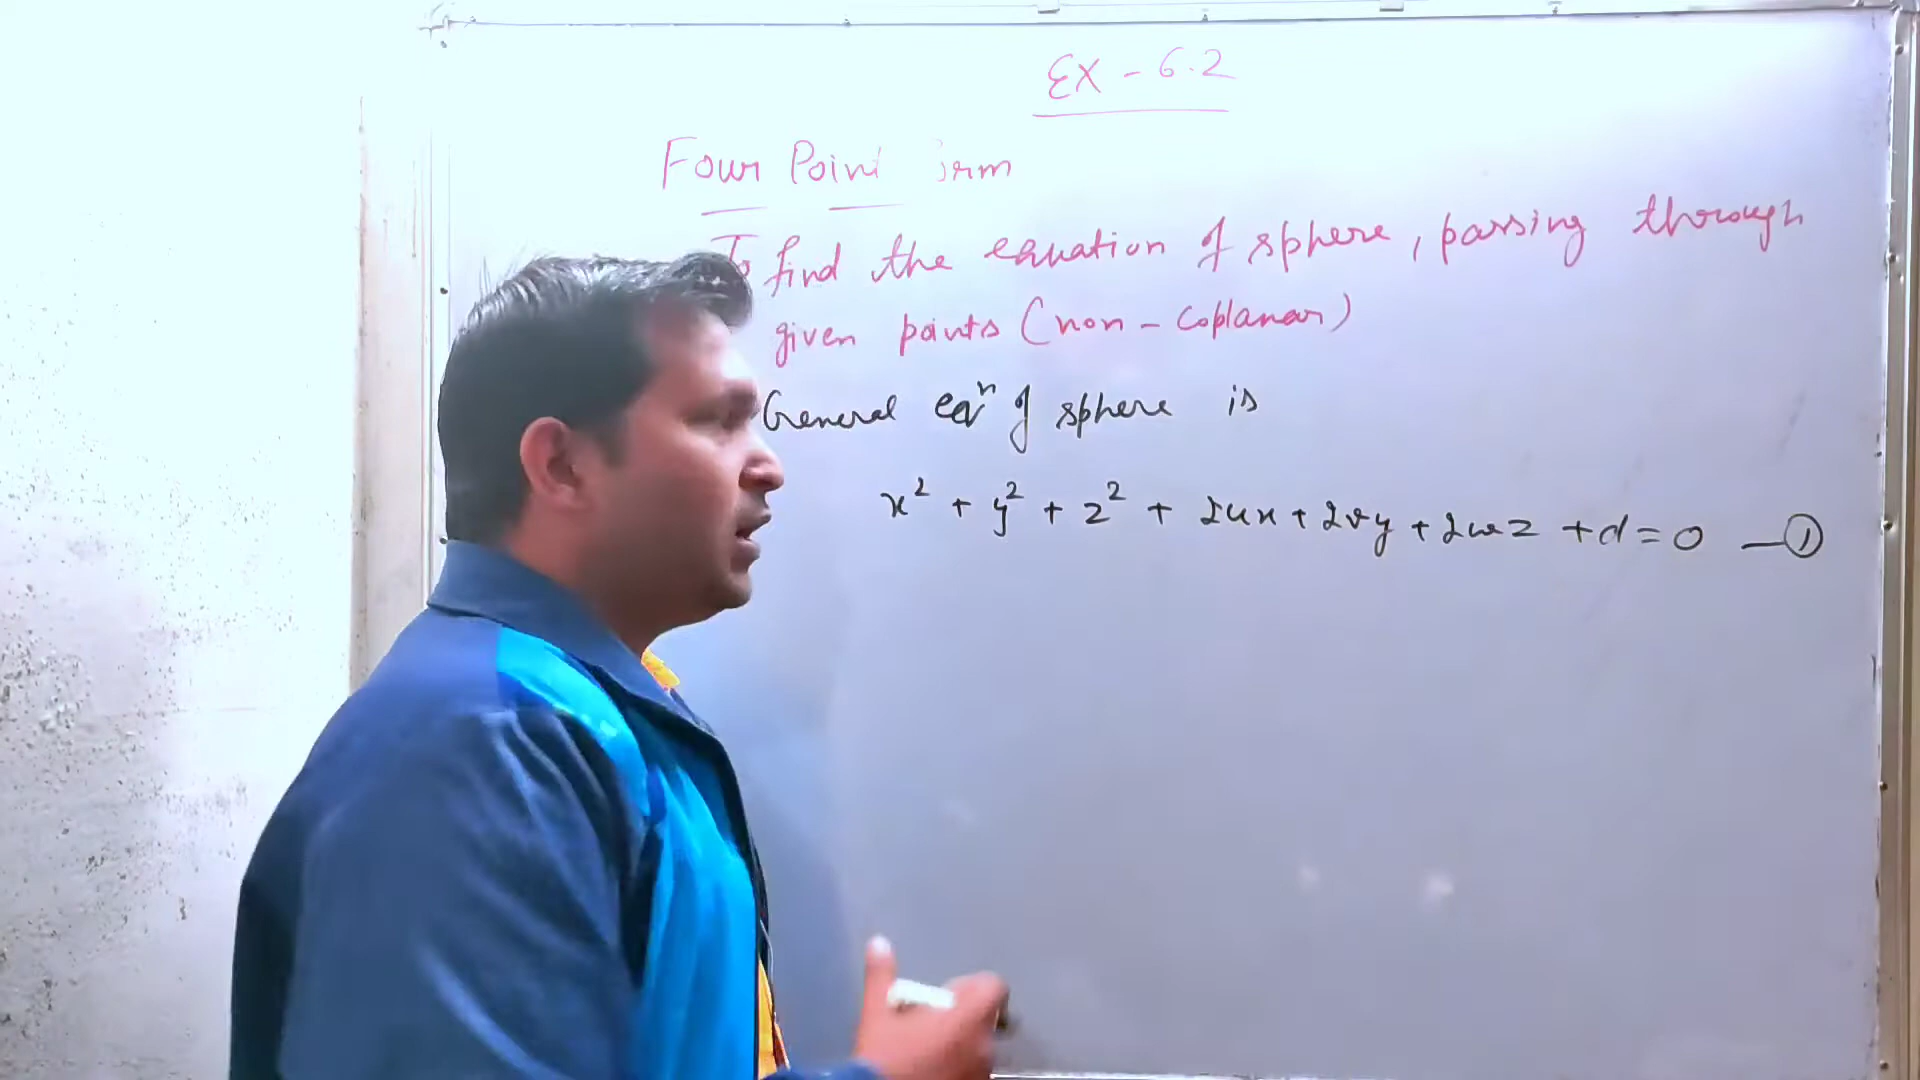 Ex - 6.2
Four Point
To find the equation of sphere, passing through
given points (non-coplanar)
General eqⁿ of sphere is
x² + y² + z² + 2ux + 2vy + 2wz + d = 0 — ①